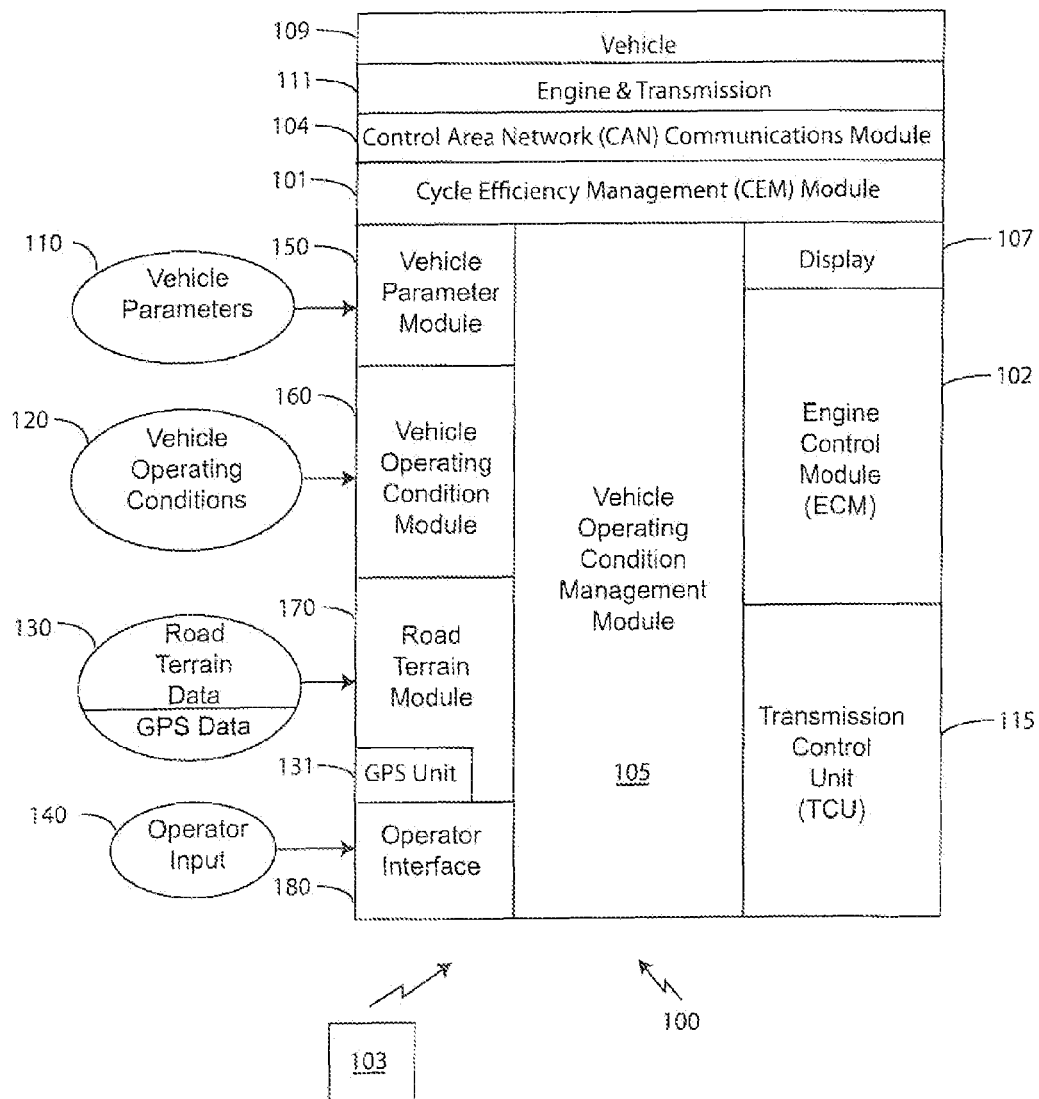 109
Vehicle
111
Engine & Transmission
104
Control Area Network (CAN) Communications Module
101
Cycle Efficiency Management (CEM) Module
110
Vehicle
Parameters
150
Vehicle
Parameter
Module
Display
107
120
Vehicle
Operating
Conditions
160
Vehicle
Operating
Condition
Module
Vehicle
Operating
Condition
Management
Module
105
Engine
Control
Module
(ECM)
102
130
Road
Terrain
Data
GPS Data
170
Road
Terrain
Module
131
GPS Unit
Transmission
Control
Unit
(TCU)
115
140
Operator
Input
Operator
Interface
180
103
100